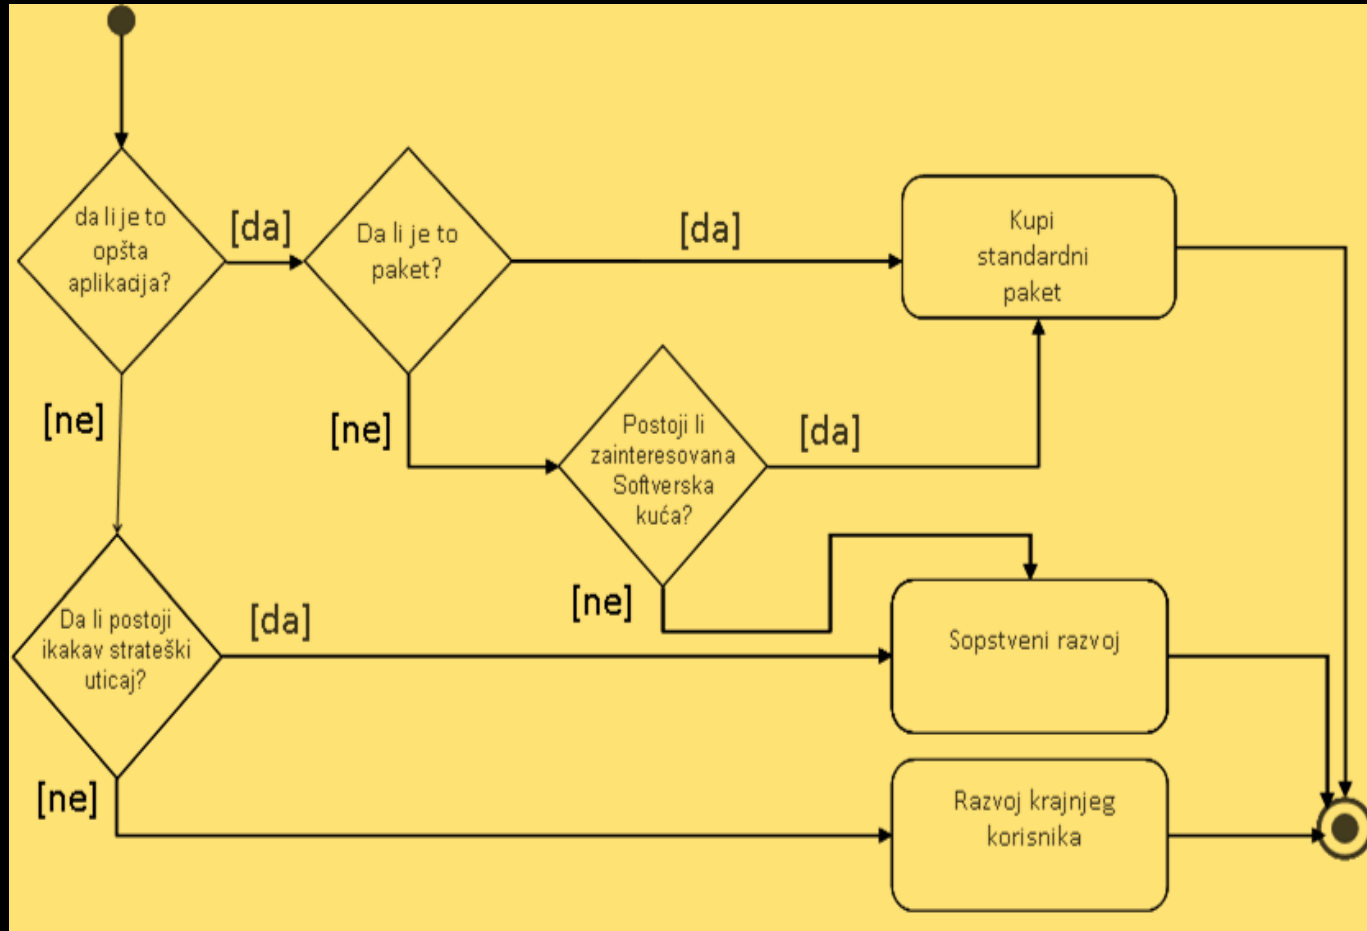 da li je to
opšta
aplikacija?
[da]
Da li je to
paket?
[da]
Kupi
standardni
paket
[ne]
[ne]
Postoji li
zainteresovana
Softverska
kuća?
[da]
[ne]
Da li postoji
ikakav strateški
uticaj?
[da]
Sopstveni razvoj
[ne]
Razvoj krajnjeg
korisnika